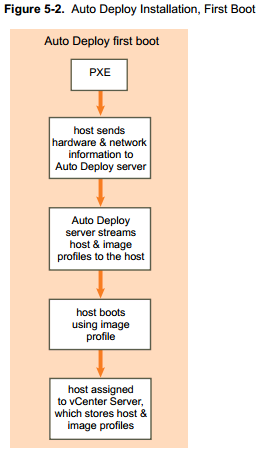 Figure 5-2. Auto Deploy Installation, First Boot
Auto Deploy first boot
PXE
host sends
hardware & network
information to
Auto Deploy server
Auto Deploy
server streams
host & image
profiles to the host
host boots
using image
profile
host assigned
to vCenter Server,
which stores host &
image profiles